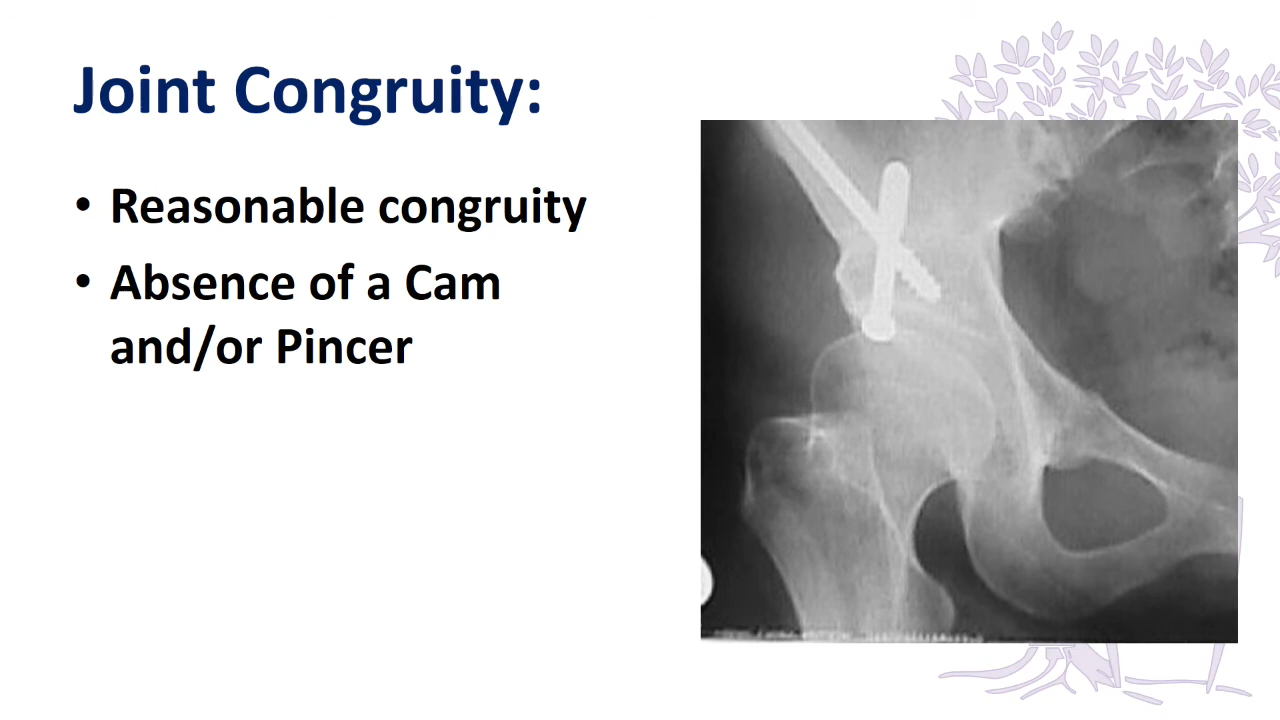 Joint Congruity:
• Reasonable congruity
• Absence of a Cam
and/or Pincer